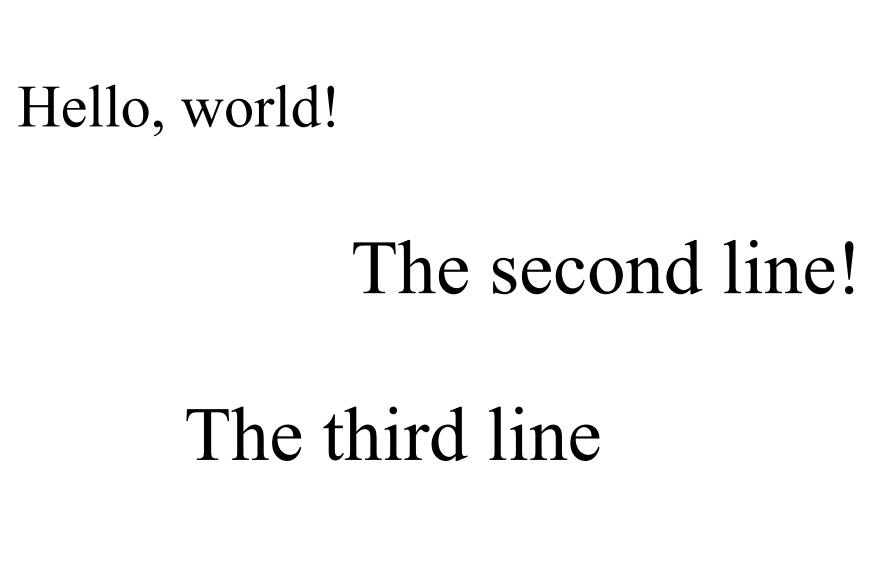 Hello, world!
The second line!
The third line